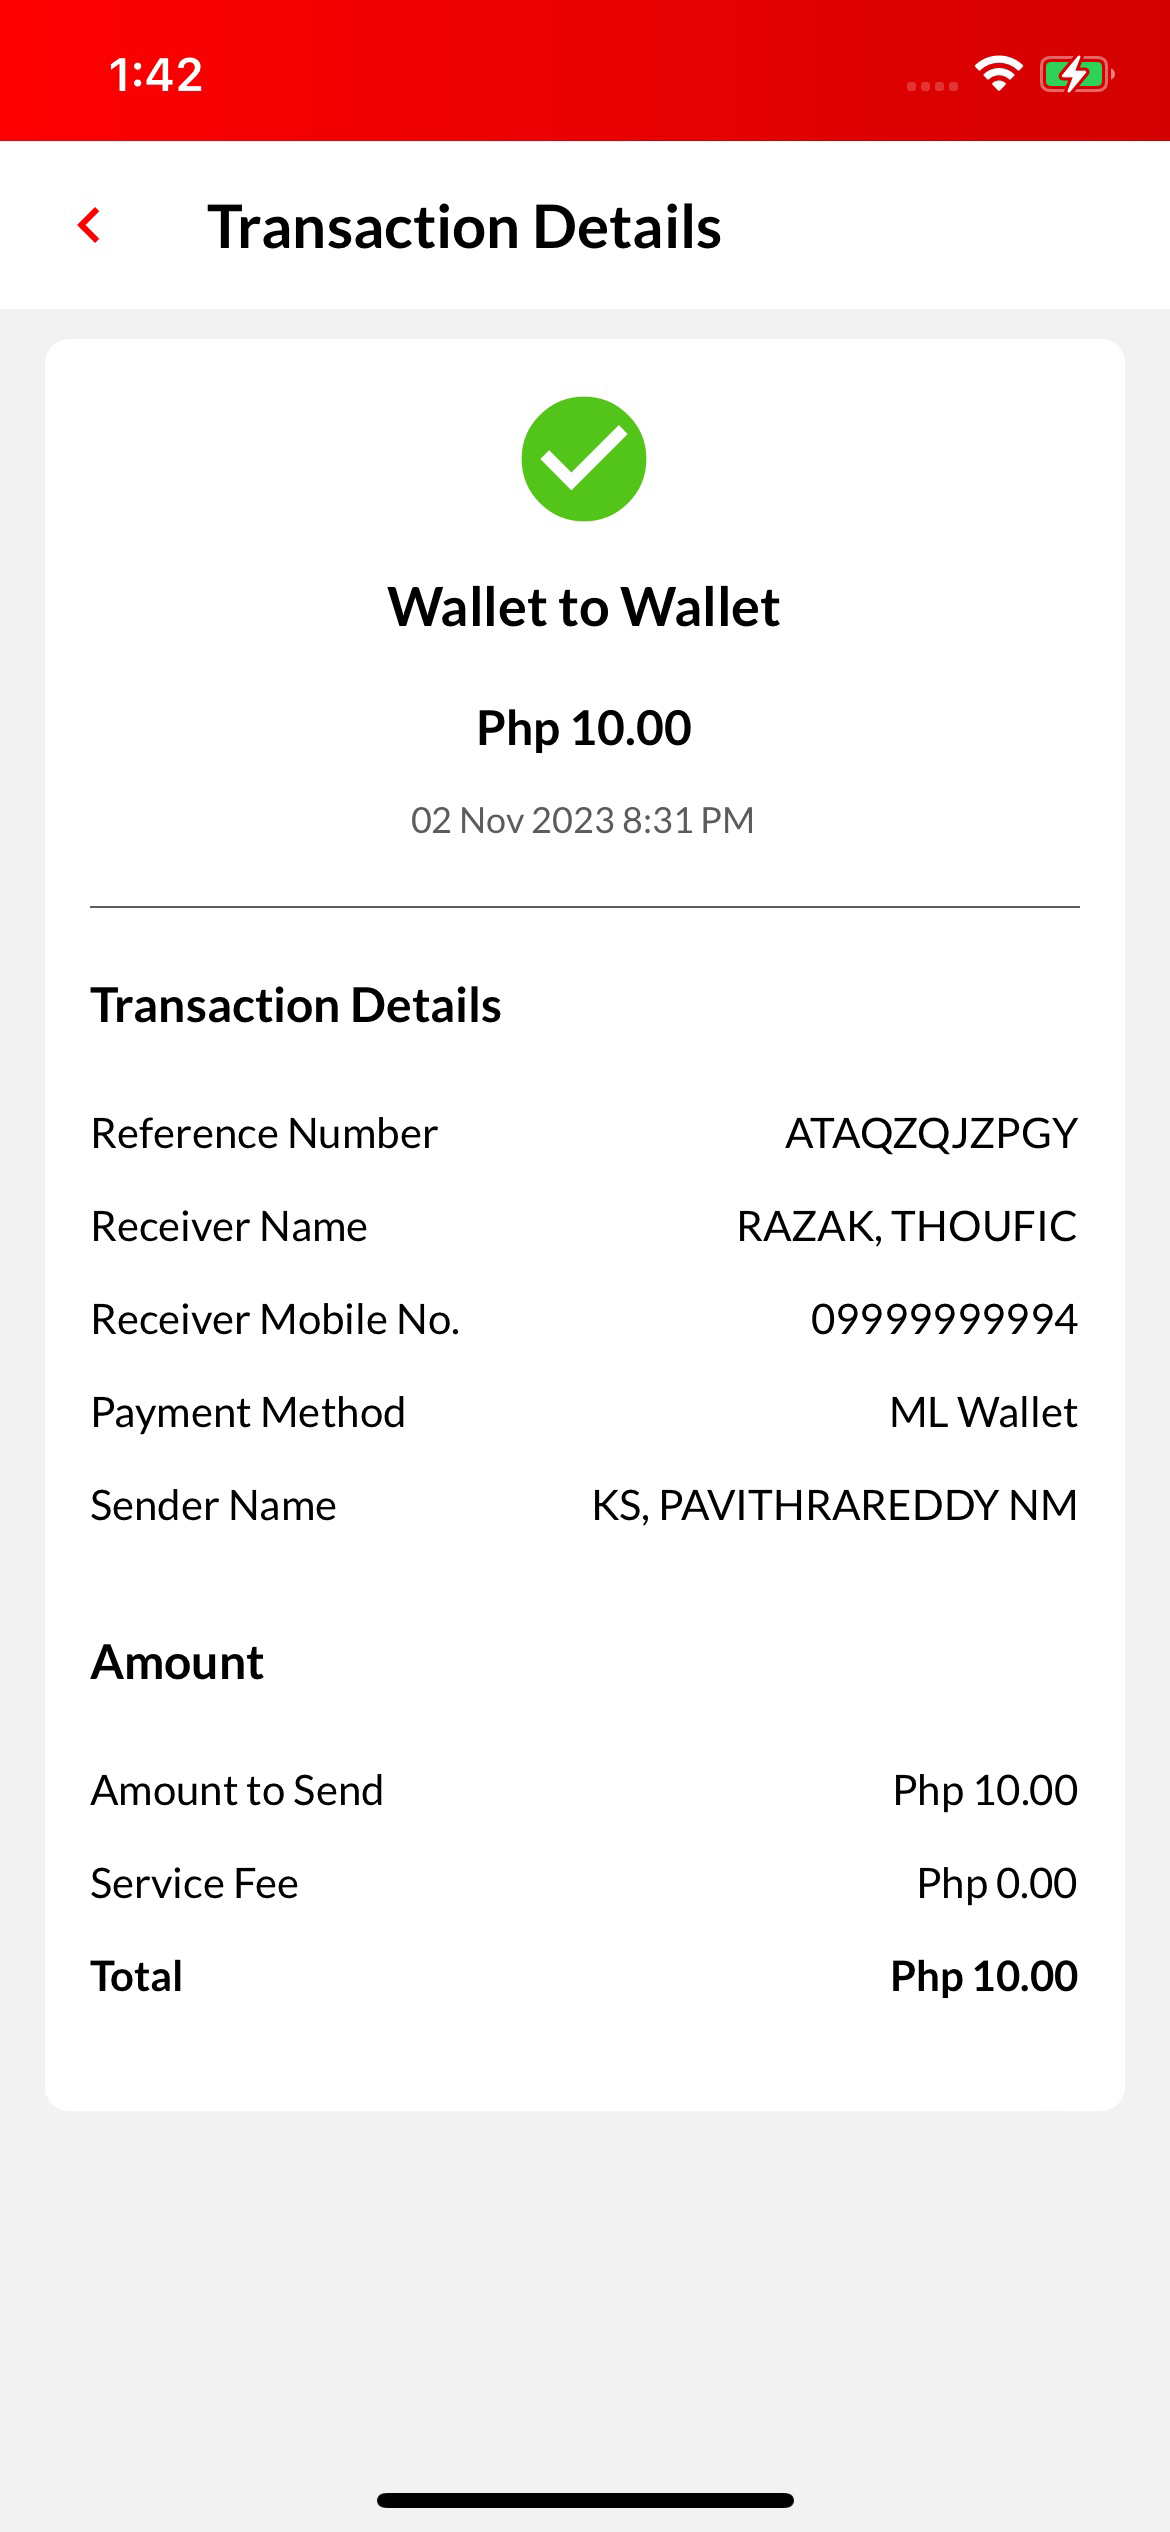 1:42
Transaction Details
Wallet to Wallet
Php 10.00
02 Nov 2023 8:31 PM
Transaction Details
Reference Number ATAQZQJZPGY
Receiver Name RAZAK, THOUFIC
Receiver Mobile No. 09999999994
Payment Method ML Wallet
Sender Name KS, PAVITHRAREDDY NM
Amount
Amount to Send Php 10.00
Service Fee Php 0.00
Total Php 10.00